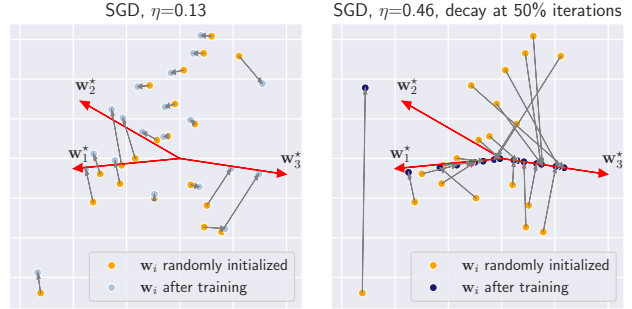 SGD, η=0.13
w₂*
w₁*
w₃*
wᵢ randomly initialized
wᵢ after training
SGD, η=0.46, decay at 50% iterations
w₂*
w₁*
w₃*
wᵢ randomly initialized
wᵢ after training